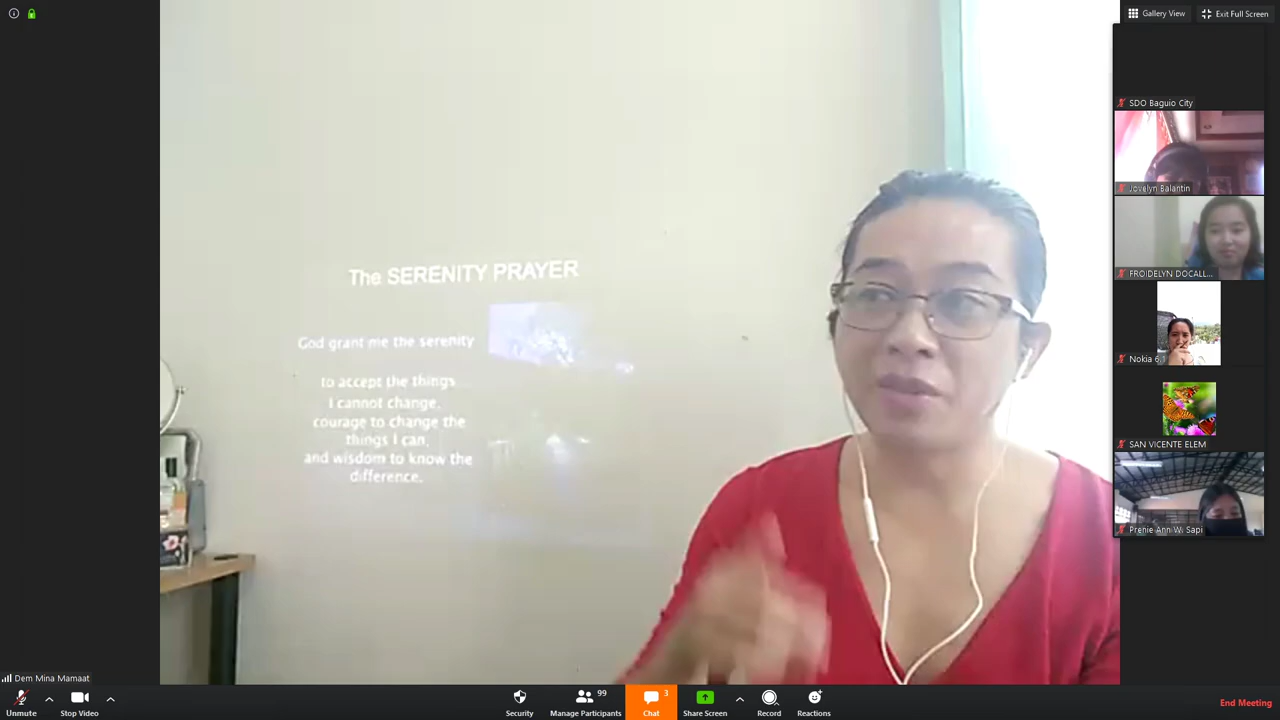 Gallery View
Exit Full Screen
SDO Baguio City
Jovelyn Balantin
FROIDELYN DOCALL...
Nokia 6.1
SAN VICENTE ELEM
Prenie Ann Wi Sapi
The SERENITY PRAYER
God grant me the serenity
to accept the things
I cannot change,
courage to change the
things I can,
and wisdom to know the
difference.
Dem Mina Mamaat
Unmute
Stop Video
Security
99
Manage Participants
3
Chat
Share Screen
Record
Reactions
End Meeting